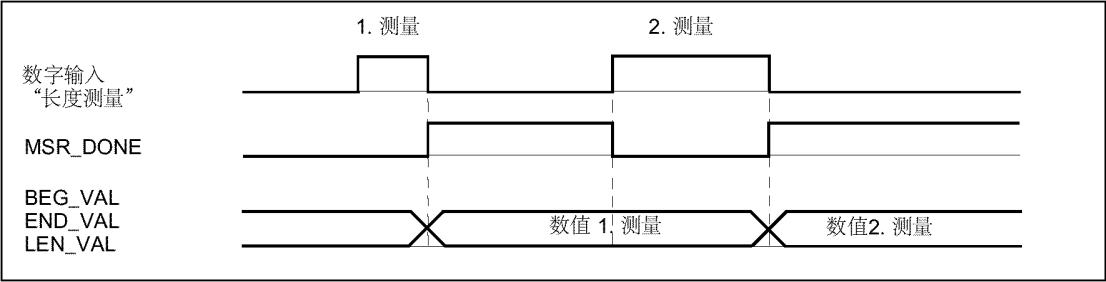 1. 测量
2. 测量
数字输入
“长度测量”
MSR_DONE
BEG_VAL
END_VAL
LEN_VAL
数值 1. 测量
数值2. 测量